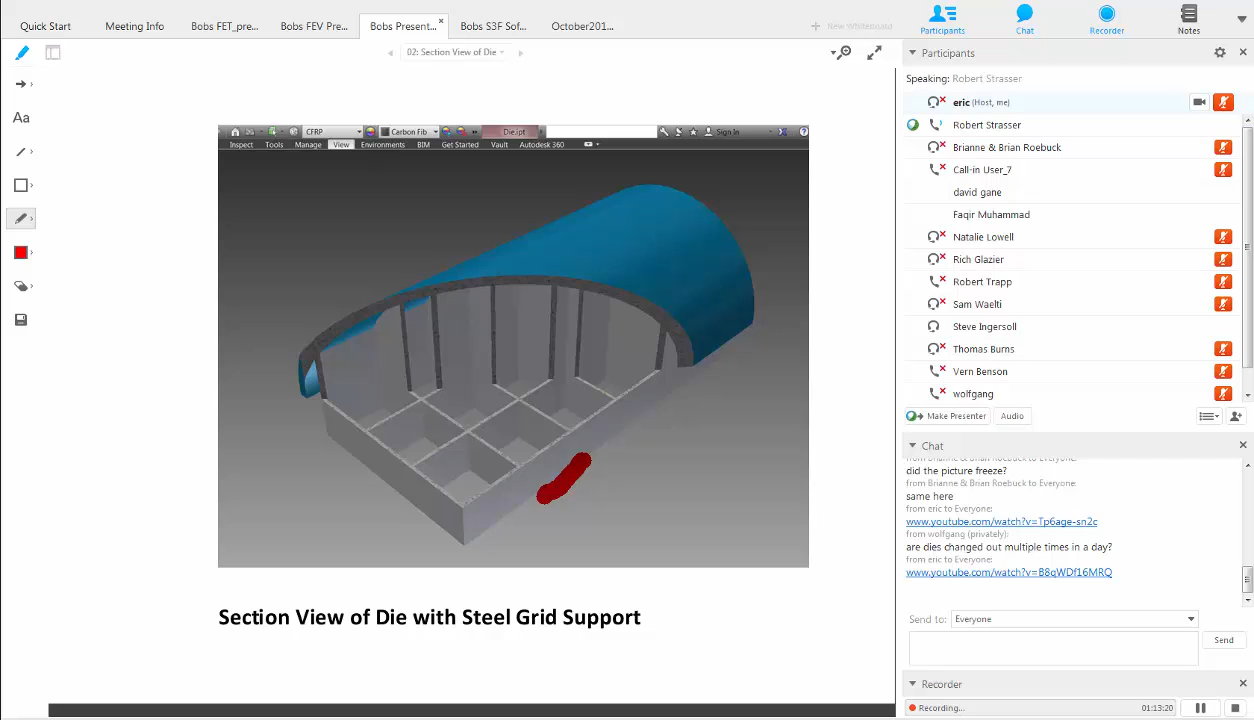 Quick Start
Meeting Info
Bobs FET_pre...
Bobs FEV Pre...
Bobs Present...
Bobs S3F Sof...
October201...
New Whiteboard
Participants
Chat
Recorder
Notes
02: Section View of Die
Aa
CFRP
Carbon Fib
Die.ipt
Sign In
Inspect
Tools
Manage
View
Environments
BIM
Get Started
Vault
Autodesk 360
Section View of Die with Steel Grid Support
Participants
Speaking: Robert Strasser
eric (Host, me)
Robert Strasser
Brianne & Brian Roebuck
Call-in User_7
david gane
Faqir Muhammad
Natalie Lowell
Rich Glazier
Robert Trapp
Sam Waelti
Steve Ingersoll
Thomas Burns
Vern Benson
wolfgang
Make Presenter
Audio
Chat
from Brianne & Brian Roebuck to Everyone:
did the picture freeze?
from Brianne & Brian Roebuck to Everyone:
same here
from eric to Everyone:
www.youtube.com/watch?v=Tp6age-sn2c
from wolfgang (privately):
are dies changed out multiple times in a day?
from eric to Everyone:
www.youtube.com/watch?v=B8qWDf16MRQ
Send to:
Everyone
Send
Recorder
Recording...
01:13:20